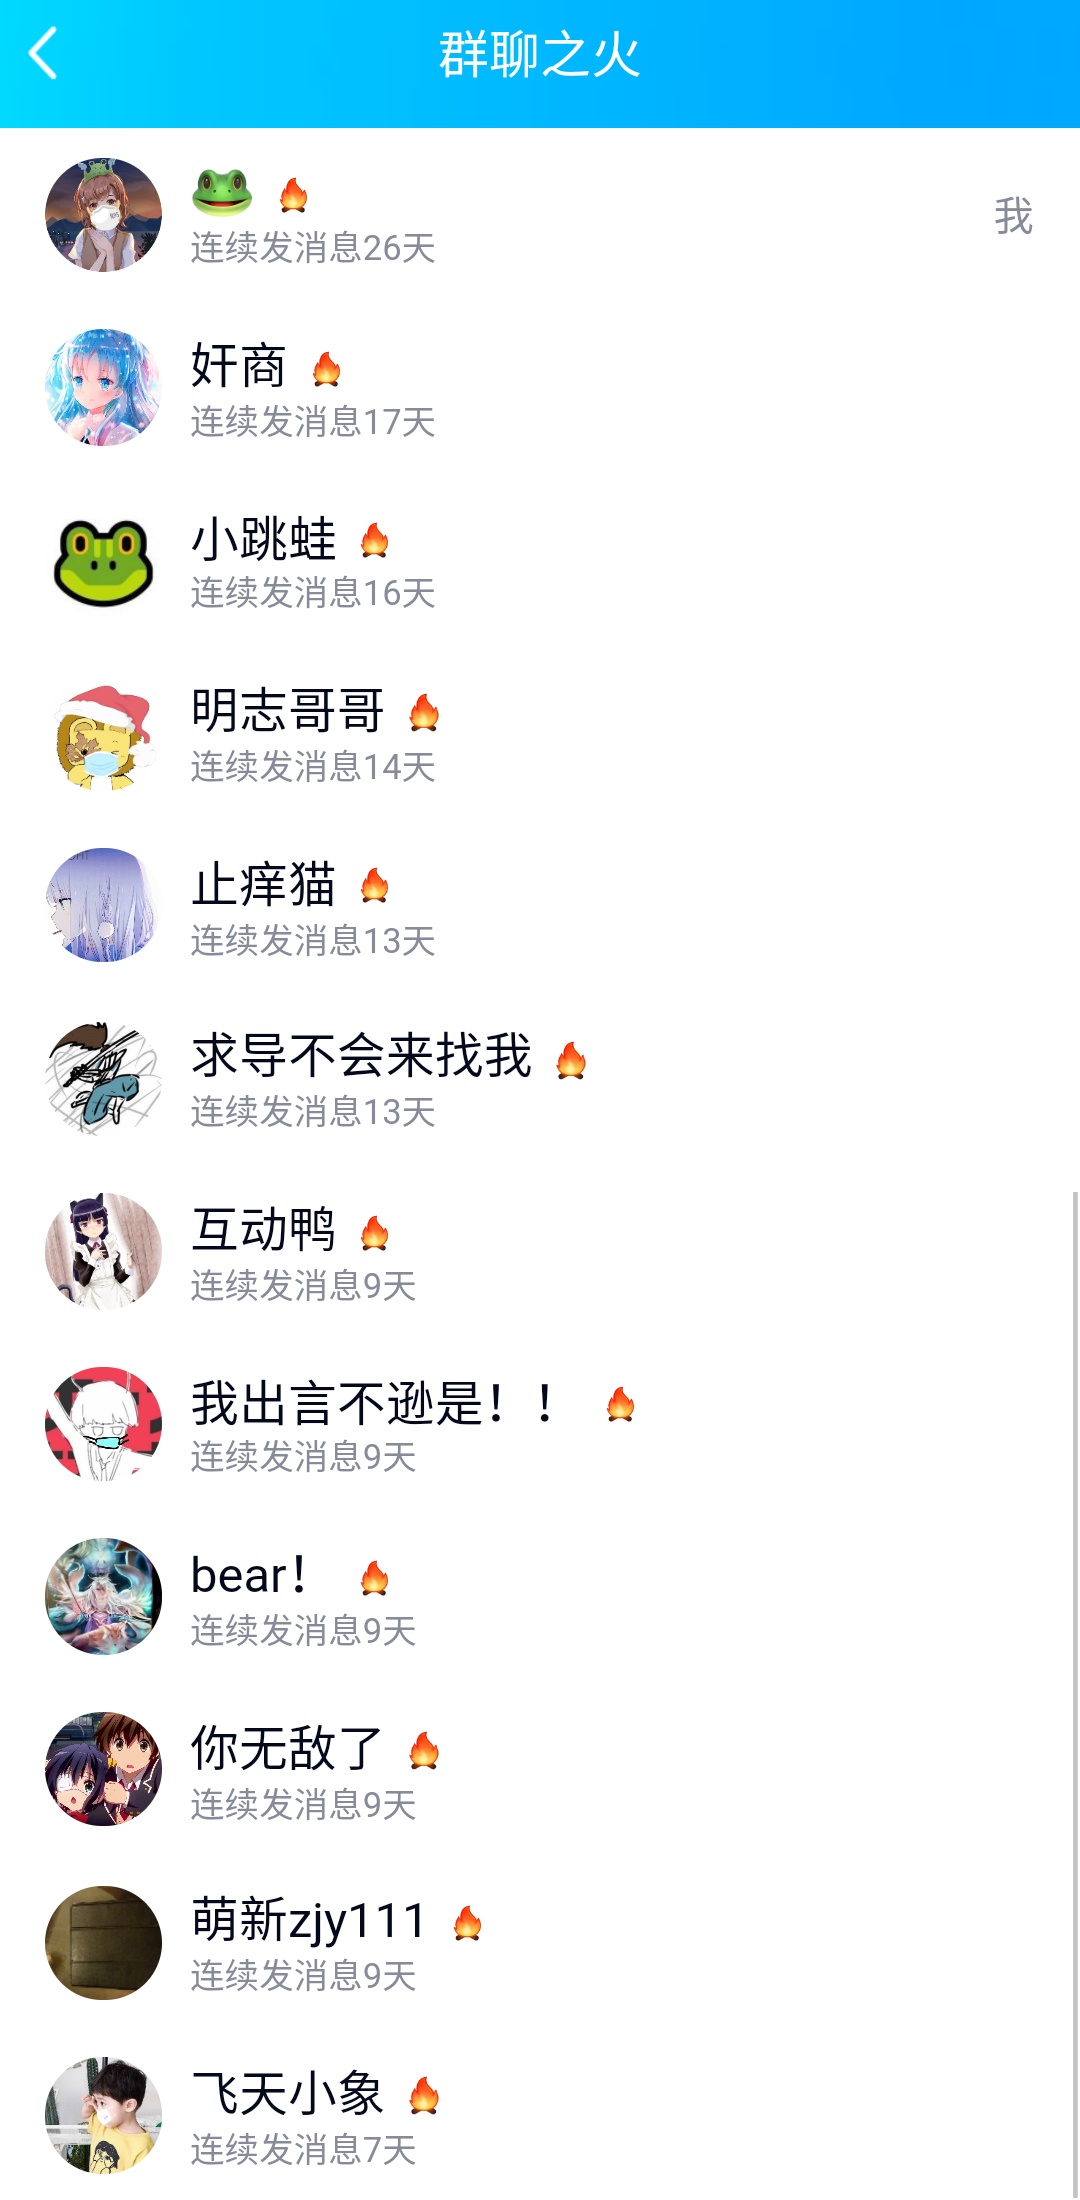 群聊之火
🐸 🔥
我
连续发消息26天
奸商 🔥
连续发消息17天
小跳蛙 🔥
连续发消息16天
明志哥哥 🔥
连续发消息14天
止痒猫 🔥
连续发消息13天
求导不会来找我 🔥
连续发消息13天
互动鸭 🔥
连续发消息9天
我出言不逊是！！ 🔥
连续发消息9天
bear！ 🔥
连续发消息9天
你无敌了 🔥
连续发消息9天
萌新zjy111 🔥
连续发消息9天
飞天小象 🔥
连续发消息7天